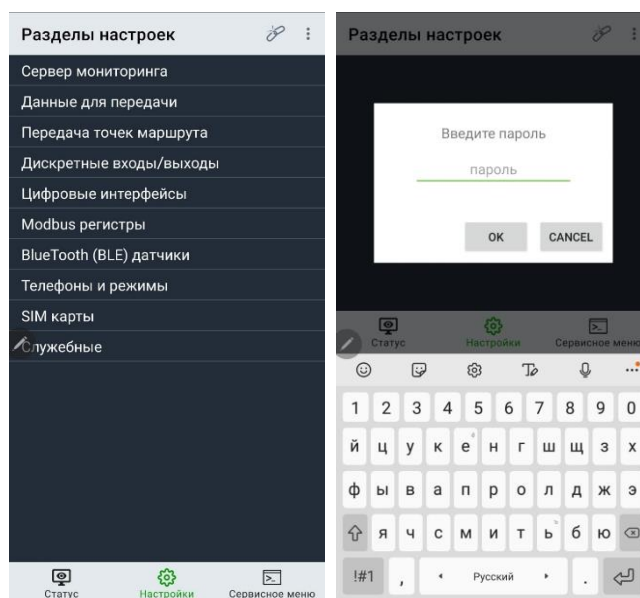 Разделы настроек
Сервер мониторинга
Данные для передачи
Передача точек маршрута
Дискретные входы/выходы
Цифровые интерфейсы
Modbus регистры
BlueTooth (BLE) датчики
Телефоны и режимы
SIM карты
Служебные
Статус
Настройки
Сервисное меню
Разделы настроек
Введите пароль
пароль
OK
CANCEL
Статус
Настройки
Сервисное меню
1 2 3 4 5 6 7 8 9 0
й ц у к е н г ш щ з х
ф ы в а п р о л д ж э
я ч с м и т ь б ю
!#1 , Русский .